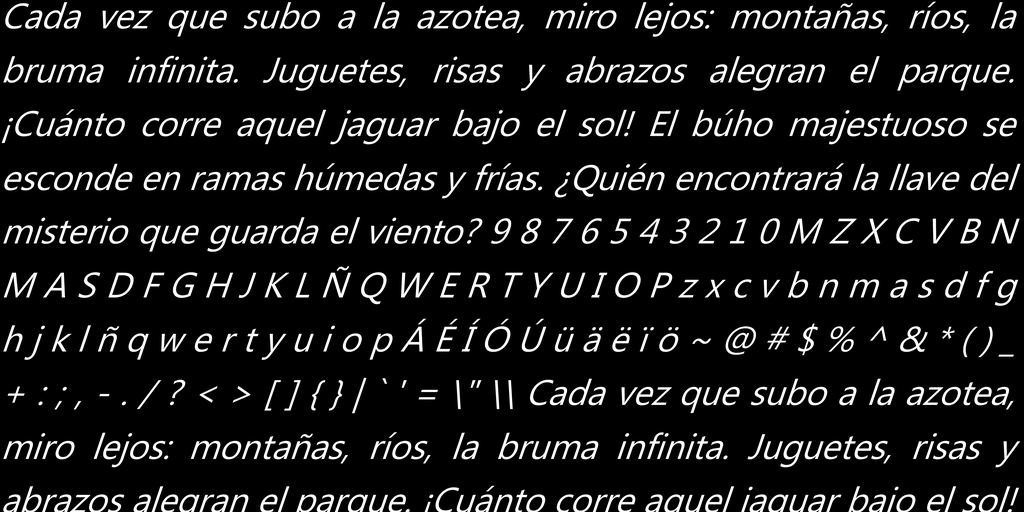 Cada vez que subo a la azotea, miro lejos: montañas, ríos, la
bruma infinita. Juguetes, risas y abrazos alegran el parque.
¡Cuánto corre aquel jaguar bajo el sol! El búho majestuoso se
esconde en ramas húmedas y frías. ¿Quién encontrará la llave del
misterio que guarda el viento? 9 8 7 6 5 4 3 2 1 0 M Z X C V B N
M A S D F G H J K L Ñ Q W E R T Y U I O P z x c v b n m a s d f g
h j k l ñ q w e r t y u i o p Á É Í Ó Ú ü ä ë ï ö ~ @ # $ % ^ & * ( ) _
+ : ; , - . / ? < > [ ] { } | ` ' = \" \\ Cada vez que subo a la azotea,
miro lejos: montañas, ríos, la bruma infinita. Juguetes, risas y
abrazos alegran el parque. ¡Cuánto corre aquel jaguar bajo el sol!